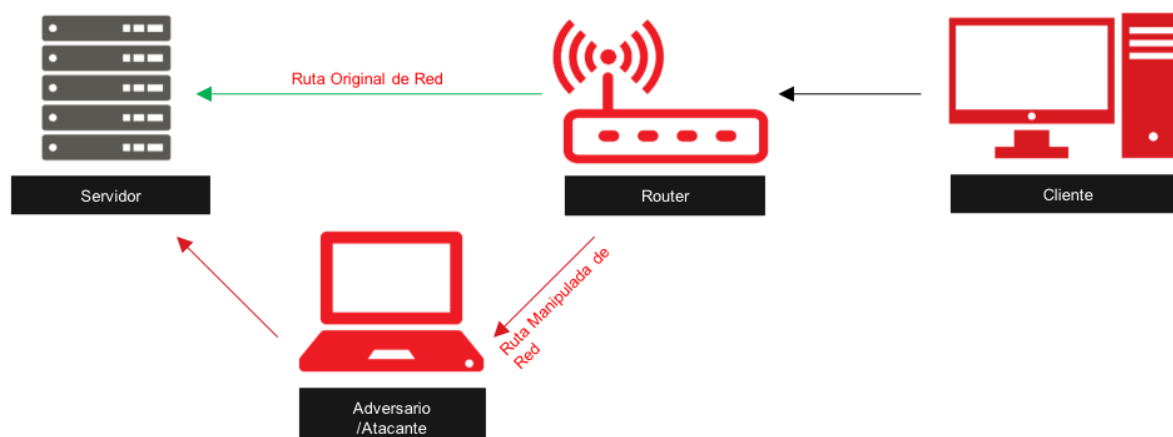 Ruta Original de Red
Servidor
Router
Cliente
Ruta Manipulada de
Red
Adversario
/Atacante